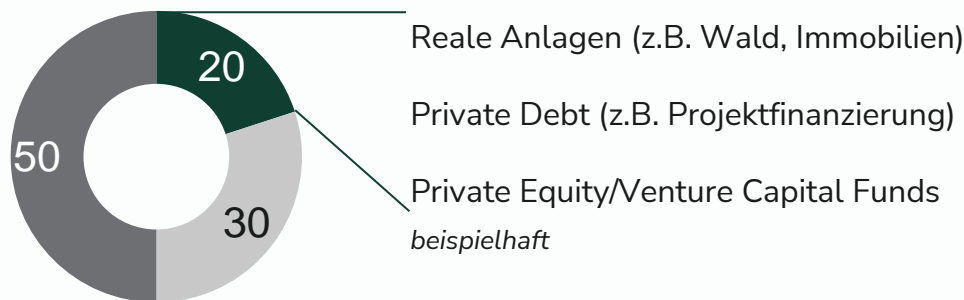 20
50
30
Reale Anlagen (z.B. Wald, Immobilien)
Private Debt (z.B. Projektfinanzierung)
Private Equity/Venture Capital Funds
beispielhaft